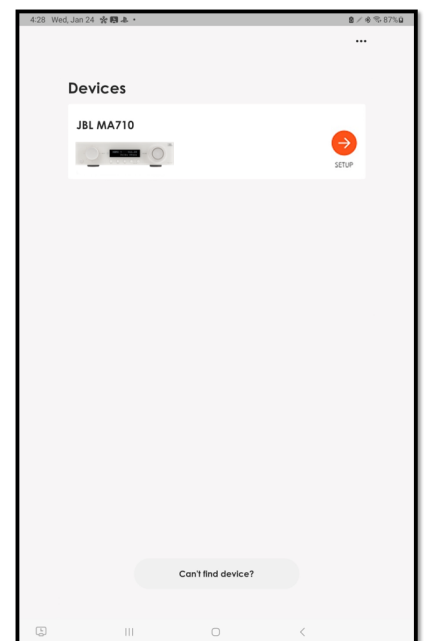 4:28 Wed, Jan 24
87%
Devices
JBL MA710
SETUP
Can't find device?